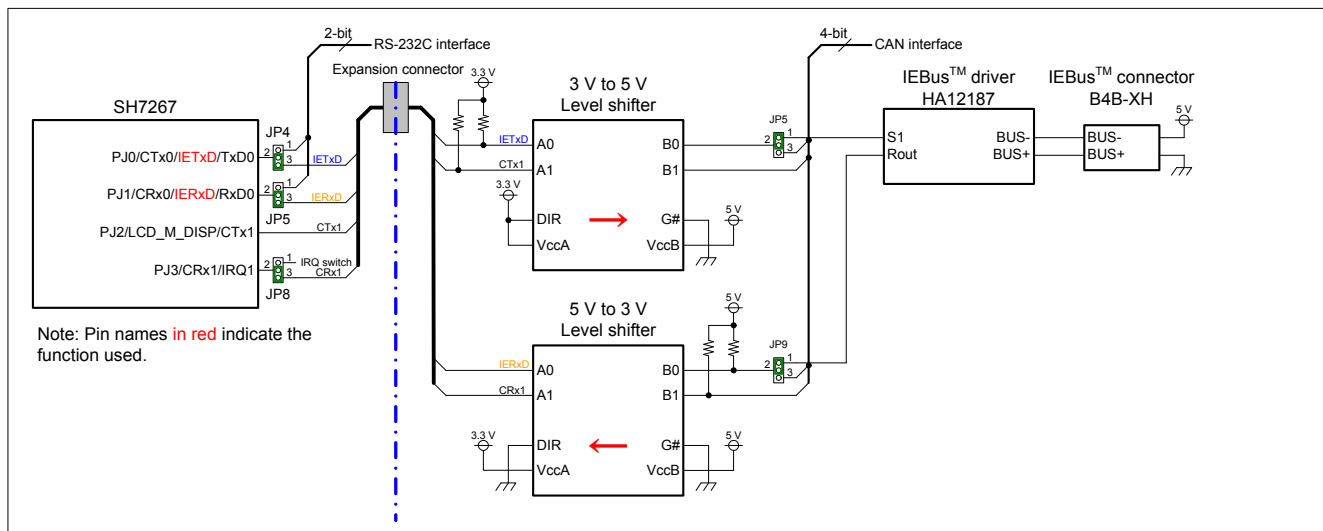 2-bit
RS-232C interface
4-bit
CAN interface
Expansion connector
SH7267
JP4
PJ0/CTx0/IETxD/TxD0
2
1
3
IETxD
PJ1/CRx0/IERxD/RxD0
2
1
3
IERxD
JP5
PJ2/LCD_M_DISP/CTx1
CTx1
PJ3/CRx1/IRQ1
2
1
3
IRQ switch
CRx1
JP8
Note: Pin names in red indicate the
function used.
3.3 V
3 V to 5 V
Level shifter
IETxD
A0
B0
CTx1
A1
B1
3.3 V
DIR
G#
VccA
VccB
5 V
JP5
2
1
3
IEBusTM driver
HA12187
S1
Rout
BUS-
BUS+
IEBusTM connector
B4B-XH
BUS-
BUS+
5 V
5 V to 3 V
Level shifter
5 V
IERxD
A0
B0
CRx1
A1
B1
3.3 V
DIR
G#
VccA
VccB
5 V
JP9
2
1
3